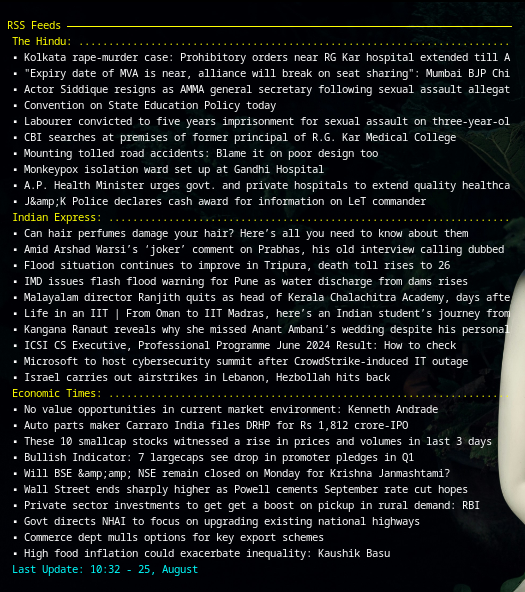 RSS Feeds
The Hindu: ........................................................................
▪ Kolkata rape-murder case: Prohibitory orders near RG Kar hospital extended till A
▪ "Expiry date of MVA is near, alliance will break on seat sharing": Mumbai BJP Chi
▪ Actor Siddique resigns as AMMA general secretary following sexual assault allegat
▪ Convention on State Education Policy today
▪ Labourer convicted to five years imprisonment for sexual assault on three-year-ol
▪ CBI searches at premises of former principal of R.G. Kar Medical College
▪ Mounting tolled road accidents: Blame it on poor design too
▪ Monkeypox isolation ward set up at Gandhi Hospital
▪ A.P. Health Minister urges govt. and private hospitals to extend quality healthca
▪ J&amp;K Police declares cash award for information on LeT commander
Indian Express: ...................................................................
▪ Can hair perfumes damage your hair? Here’s all you need to know about them
▪ Amid Arshad Warsi’s ‘joker’ comment on Prabhas, his old interview calling dubbed
▪ Flood situation continues to improve in Tripura, death toll rises to 26
▪ IMD issues flash flood warning for Pune as water discharge from dams rises
▪ Malayalam director Ranjith quits as head of Kerala Chalachitra Academy, days afte
▪ Life in an IIT | From Oman to IIT Madras, here’s an Indian student’s journey from
▪ Kangana Ranaut reveals why she missed Anant Ambani’s wedding despite his personal
▪ ICSI CS Executive, Professional Programme June 2024 Result: How to check
▪ Microsoft to host cybersecurity summit after CrowdStrike-induced IT outage
▪ Israel carries out airstrikes in Lebanon, Hezbollah hits back
Economic Times: ...................................................................
▪ No value opportunities in current market environment: Kenneth Andrade
▪ Auto parts maker Carraro India files DRHP for Rs 1,812 crore-IPO
▪ These 10 smallcap stocks witnessed a rise in prices and volumes in last 3 days
▪ Bullish Indicator: 7 largecaps see drop in promoter pledges in Q1
▪ Will BSE &amp;amp; NSE remain closed on Monday for Krishna Janmashtami?
▪ Wall Street ends sharply higher as Powell cements September rate cut hopes
▪ Private sector investments to get get a boost on pickup in rural demand: RBI
▪ Govt directs NHAI to focus on upgrading existing national highways
▪ Commerce dept mulls options for key export schemes
▪ High food inflation could exacerbate inequality: Kaushik Basu
Last Update: 10:32 - 25, August